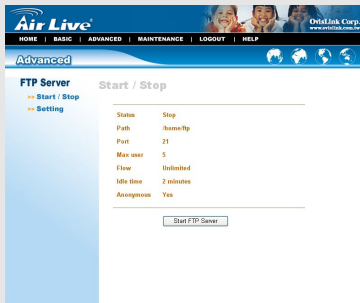 Air Live
OvisLink Corp.
www.ovislink.com.tw
HOME | BASIC | ADVANCED | MAINTENANCE | LOGOUT | HELP
Advanced
FTP Server
Start / Stop
Setting
Start / Stop
Status Stop
Path /home/ftp
Port 21
Max user 5
Flow Unlimited
Idle time 2 minutes
Anonymous Yes
Start FTP Server